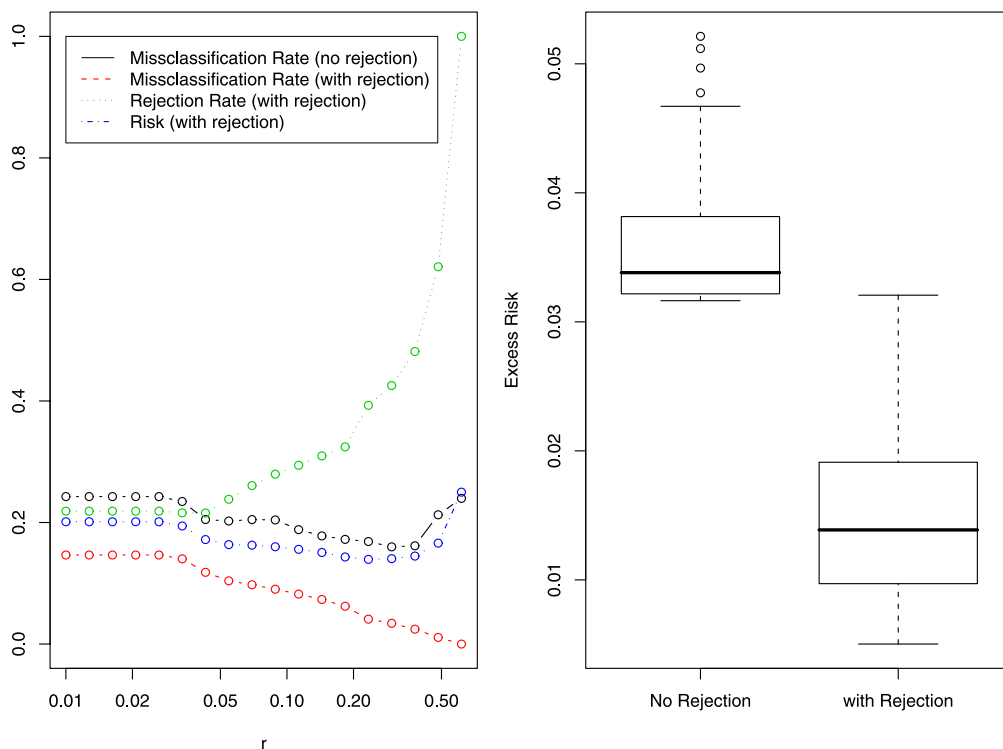 1.0
0.8
0.6
0.4
0.2
0.0
Missclassification Rate (no rejection)
Missclassification Rate (with rejection)
Rejection Rate (with rejection)
Risk (with rejection)
0.01
0.02
0.05
0.10
0.20
0.50
r
Excess Risk
0.05
0.04
0.03
0.02
0.01
No Rejection
with Rejection